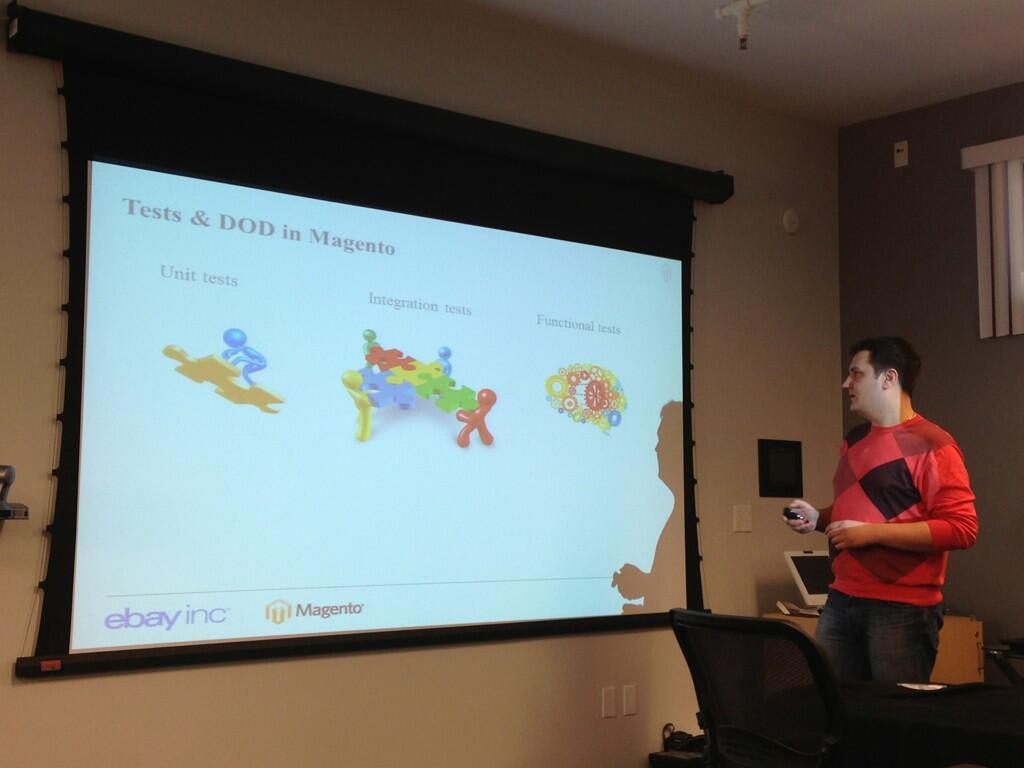 Tests & DOD in Magento
Unit tests
Integration tests
Functional tests
ebay inc
Magento